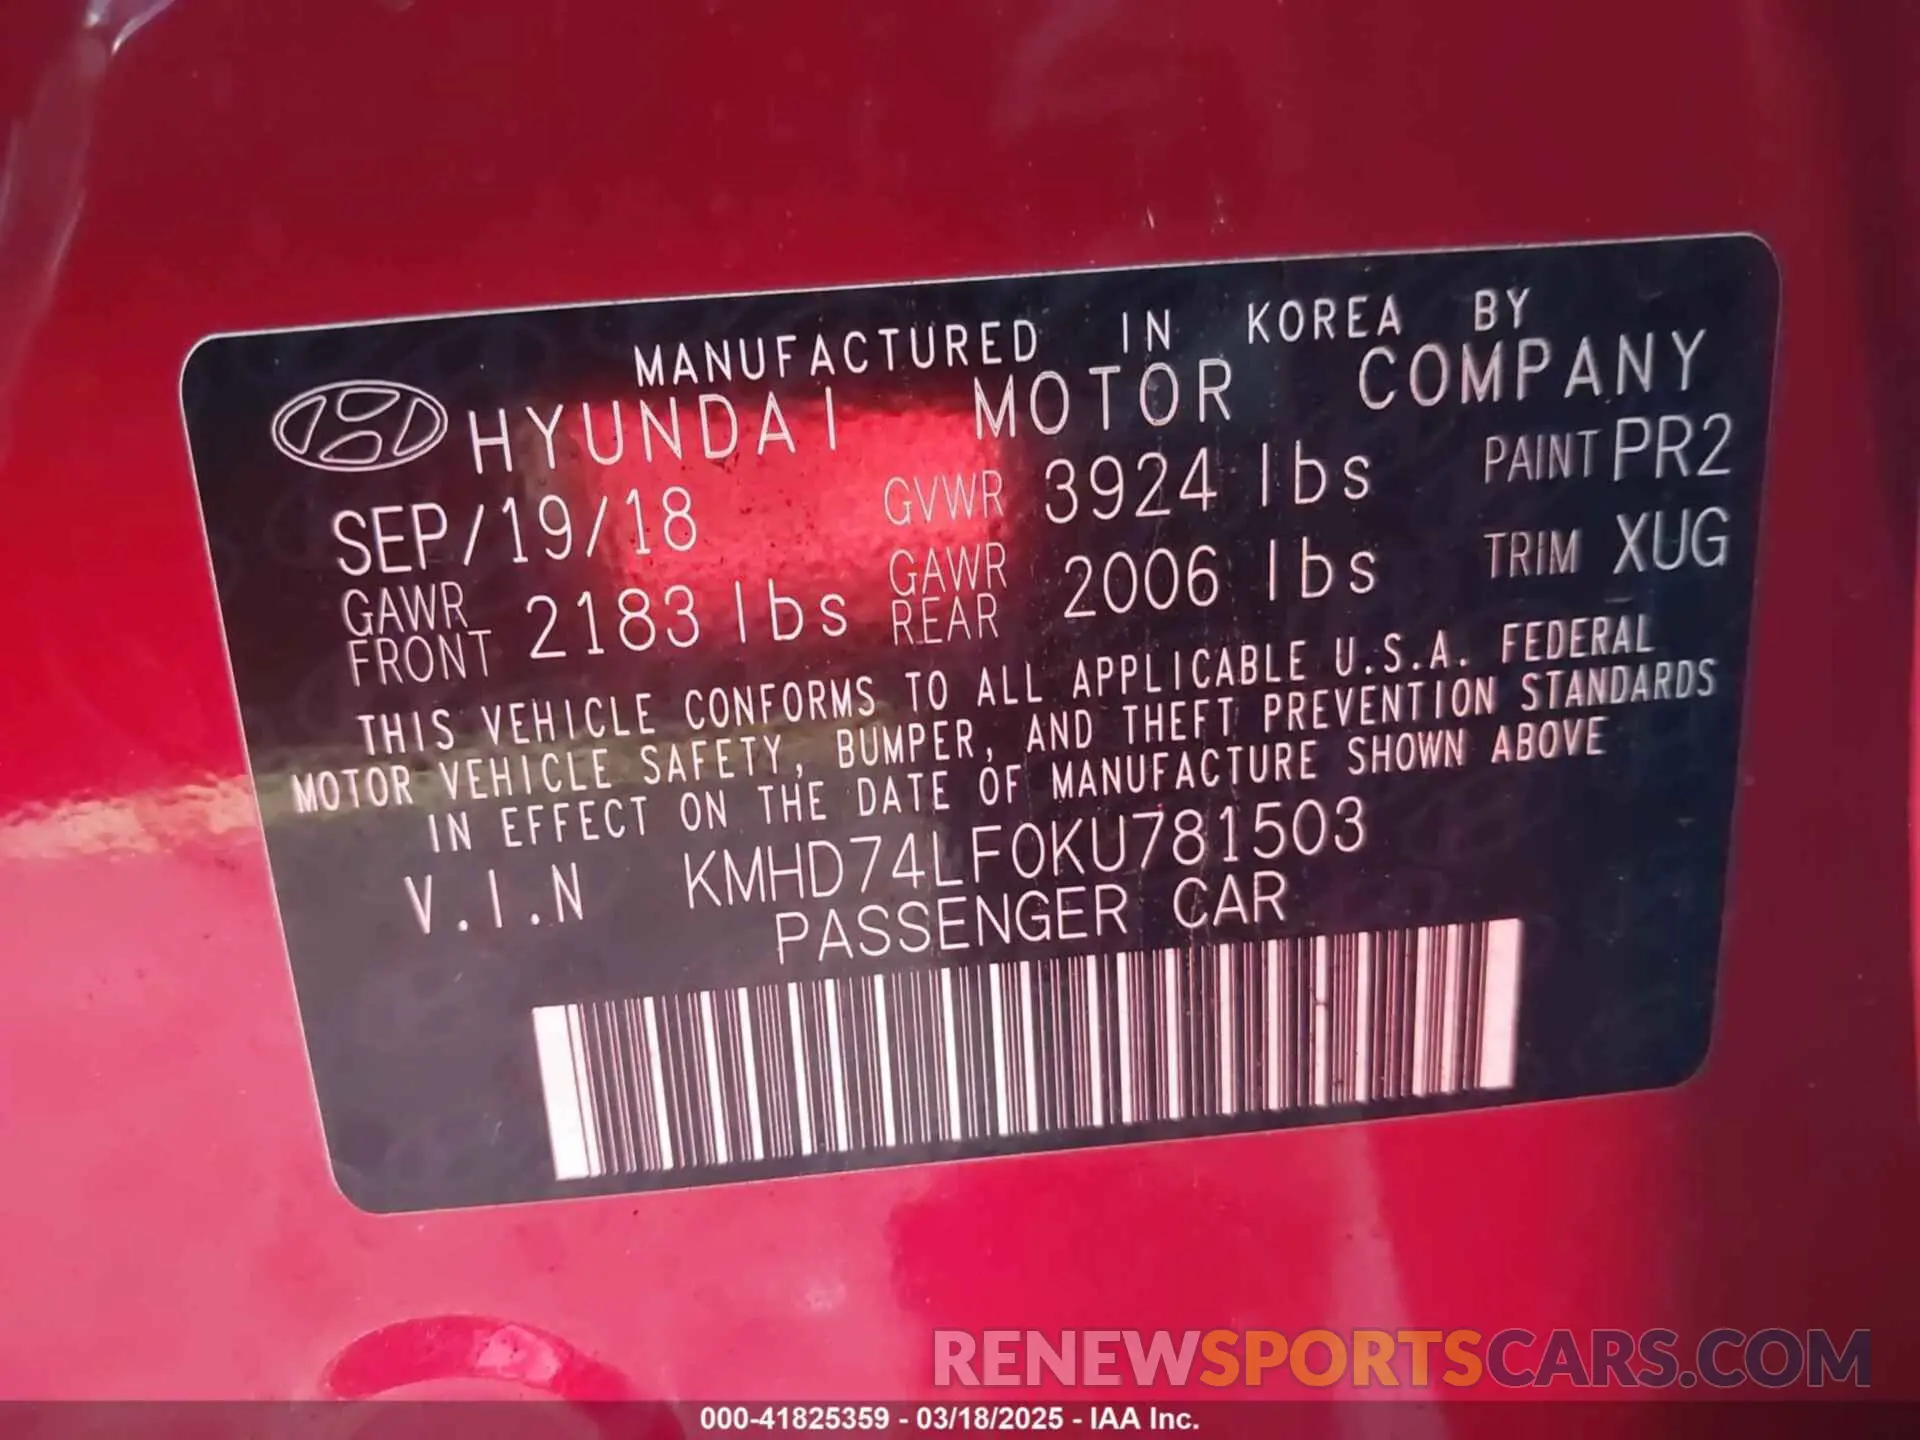 MANUFACTURED IN KOREA BY
HYUNDAI MOTOR COMPANY
SEP/19/18 GVWR 3924 lbs PAINT PR2
GAWR FRONT 2183 lbs GAWR REAR 2006 lbs TRIM XUG
THIS VEHICLE CONFORMS TO ALL APPLICABLE U.S.A. FEDERAL
MOTOR VEHICLE SAFETY, BUMPER, AND THEFT PREVENTION STANDARDS
IN EFFECT ON THE DATE OF MANUFACTURE SHOWN ABOVE
V.I.N KMHD74LF0KU781503
PASSENGER CAR
RENEWSPORTSCARS.COM
000-41825359 - 03/18/2025 - IAA Inc.